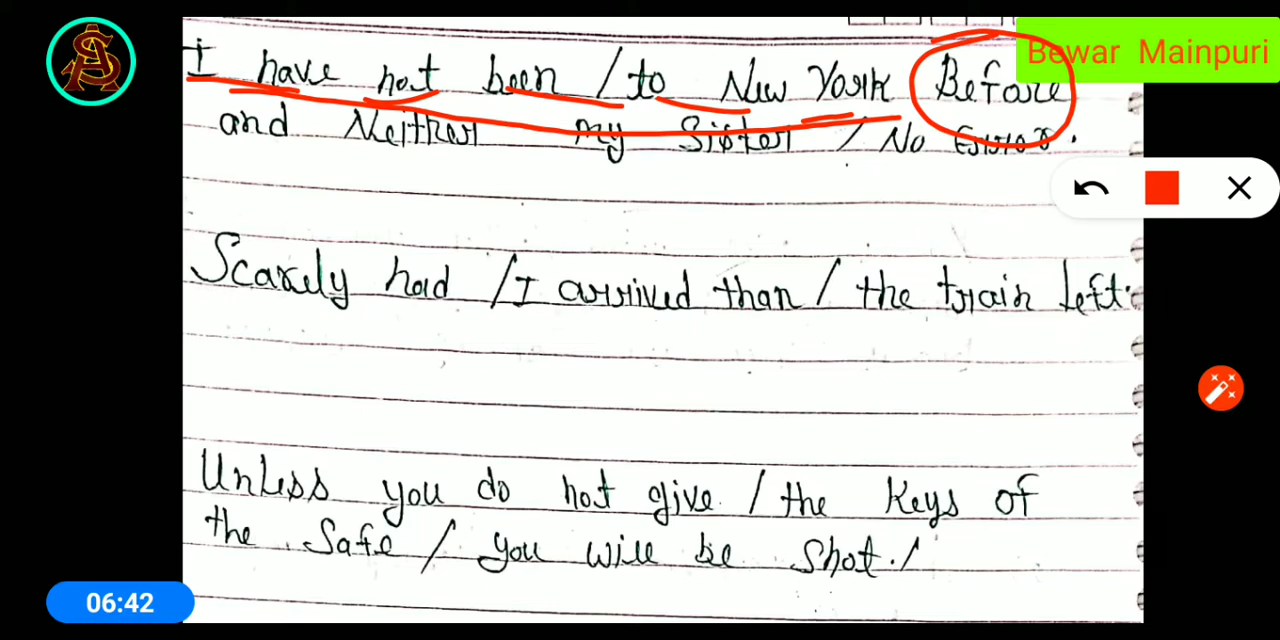 Bewar Mainpuri
I have not been / to New York Before
and Neither my Sister / No Error.
Scarely had / I arrived than / the train left.
Unless you do not give / the Keys of
the Safe / you will be Shot./
06:42